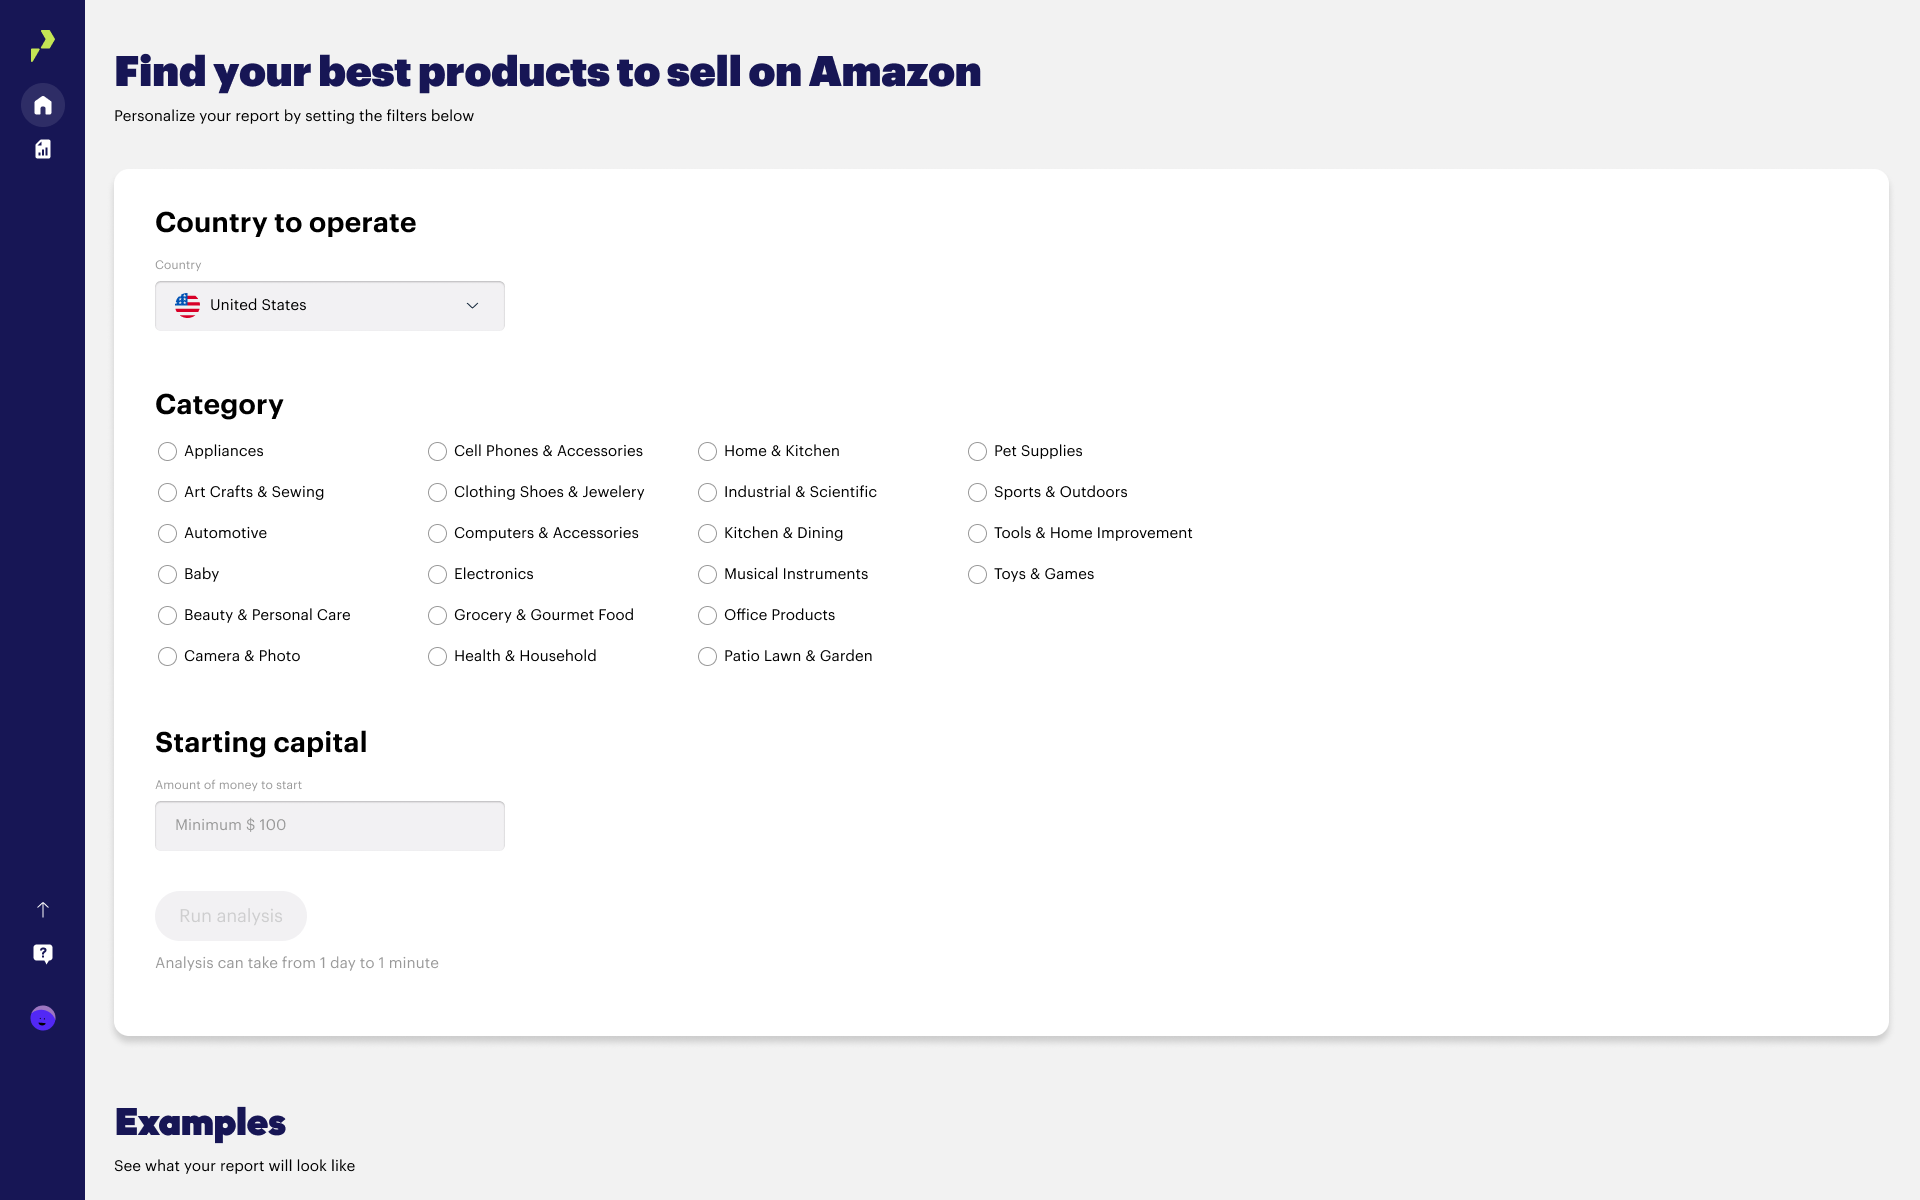 Find your best products to sell on Amazon
Personalize your report by setting the filters below
Country to operate
Country
United States
Category
Appliances
Art Crafts & Sewing
Automotive
Baby
Beauty & Personal Care
Camera & Photo
Cell Phones & Accessories
Clothing Shoes & Jewelery
Computers & Accessories
Electronics
Grocery & Gourmet Food
Health & Household
Home & Kitchen
Industrial & Scientific
Kitchen & Dining
Musical Instruments
Office Products
Patio Lawn & Garden
Pet Supplies
Sports & Outdoors
Tools & Home Improvement
Toys & Games
Starting capital
Amount of money to start
Minimum $ 100
Run analysis
Analysis can take from 1 day to 1 minute
Examples
See what your report will look like